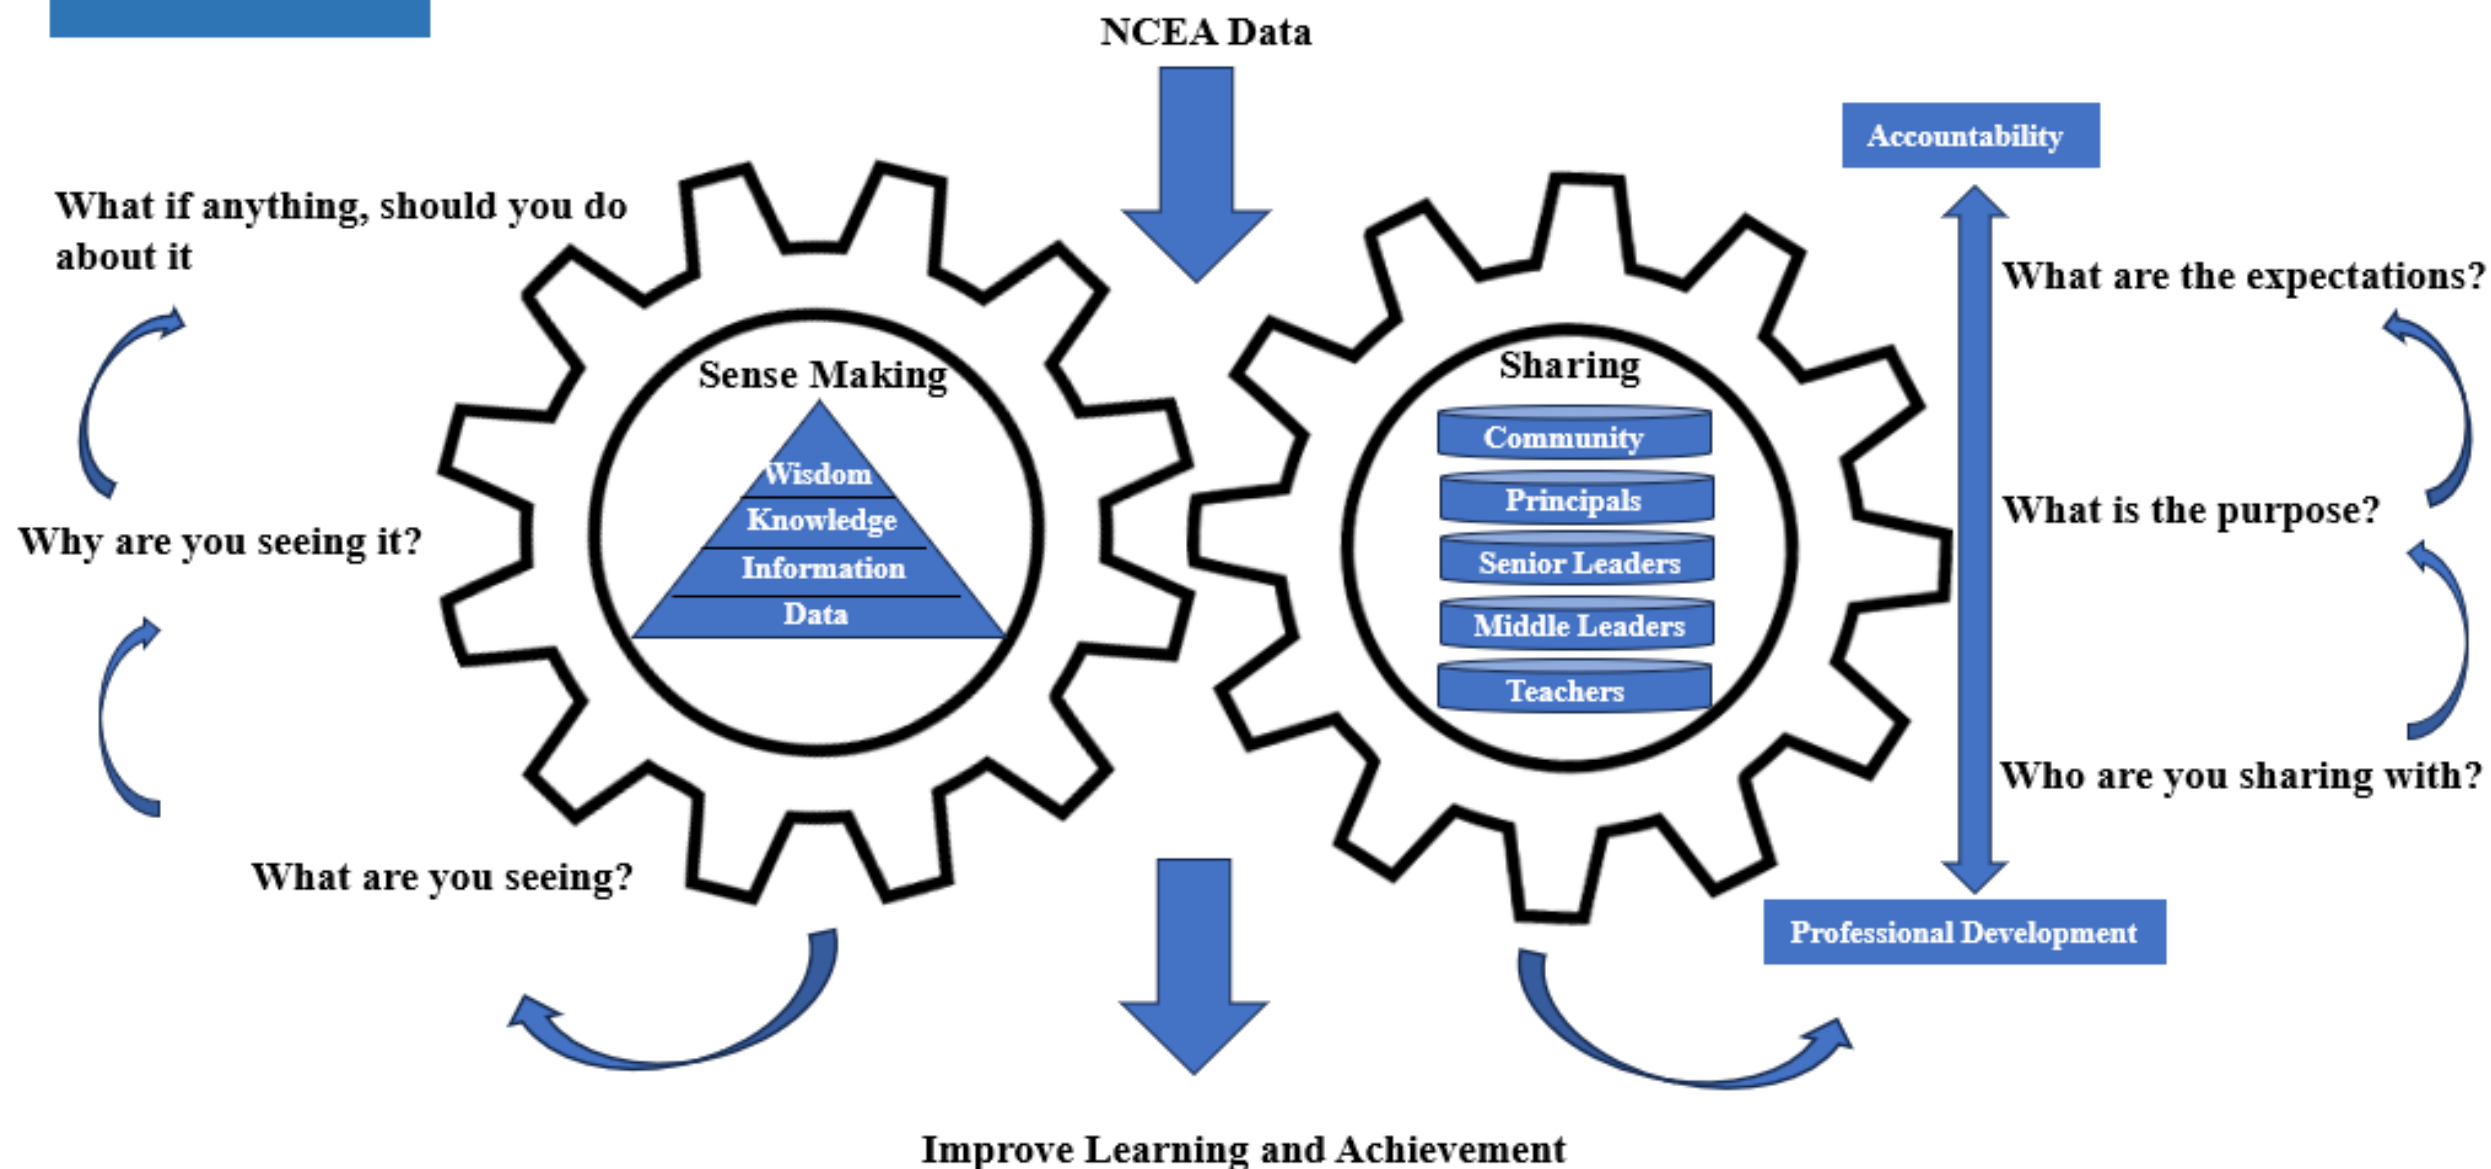 NCEA Data
Accountability
What if anything, should you do
about it
What are the expectations?
Sense Making
Sharing
Community
Wisdom
Principals
Knowledge
What is the purpose?
Why are you seeing it?
Information
Senior Leaders
Data
Middle Leaders
Teachers
Who are you sharing with?
What are you seeing?
Professional Development
Improve Learning and Achievement